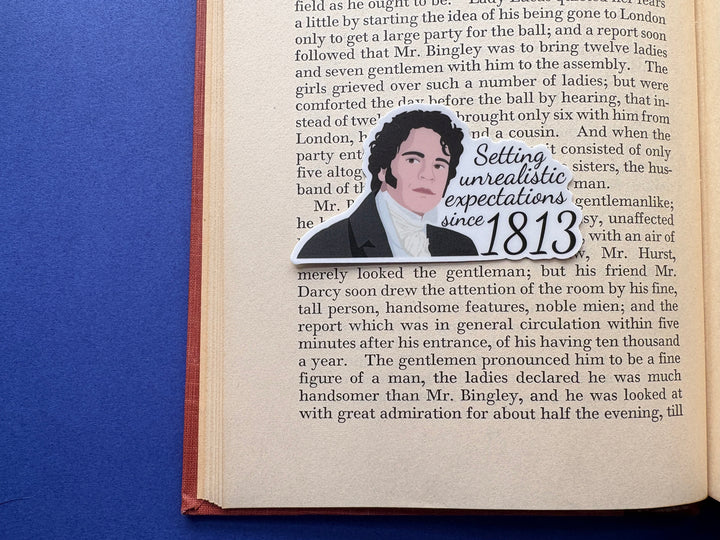 field as he ought to be. Lady Lucas quieted her fears
a little by starting the idea of his being gone to London
only to get a large party for the ball; and a report soon
followed that Mr. Bingley was to bring twelve ladies
and seven gentlemen with him to the assembly. The
girls grieved over such a number of ladies; but were
comforted the day before the ball by hearing, that in-
stead of brought only six with him from
London, and a cousin. And when the
party it consisted of only
five sisters, the hus-
band of man.
Mr. gentlemanlike;
he unaffected
with an air of
Mr. Hurst,
merely looked the gentleman; but his friend Mr.
Darcy soon drew the attention of the room by his fine,
tall person, handsome features, noble mien; and the
report which was in general circulation within five
minutes after his entrance, of his having ten thousand
a year. The gentlemen pronounced him to be a fine
figure of a man, the ladies declared he was much
handsomer than Mr. Bingley, and he was looked at
with great admiration for about half the evening, till
Setting
unrealistic
expectations
since 1813